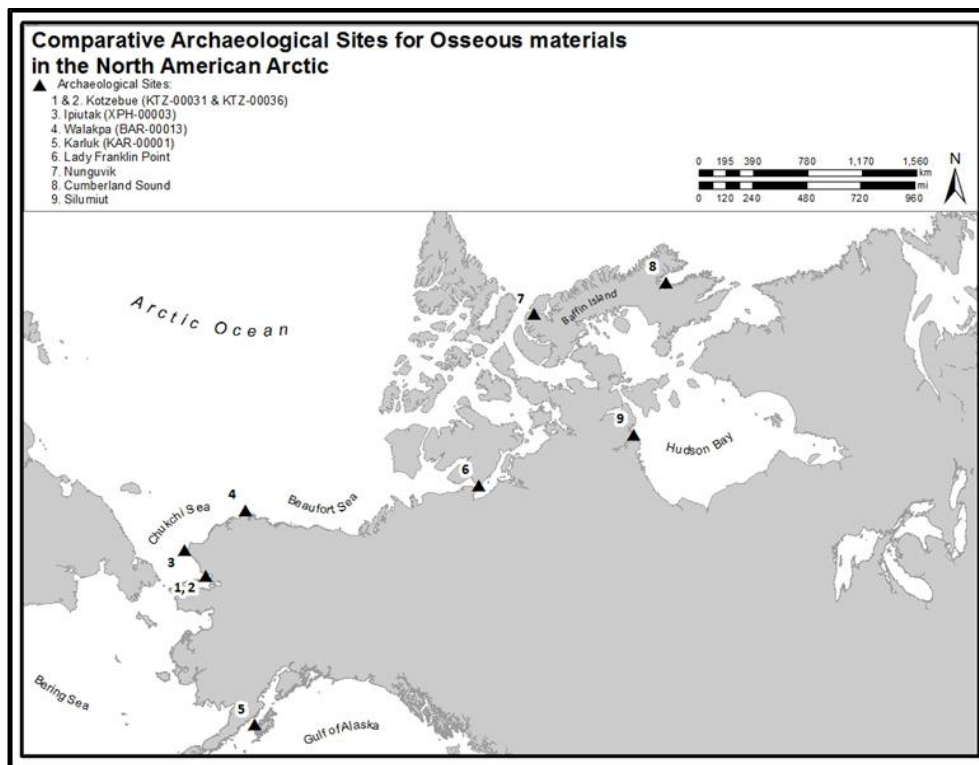 Comparative Archaeological Sites for Osseous materials
in the North American Arctic
Archaeological Sites:
1 & 2. Kotzebue (KTZ-00031 & KTZ-00036)
3. Ipiutak (XPH-00003)
4. Walakpa (BAR-00013)
5. Karluk (KAR-00001)
6. Lady Franklin Point
7. Nunguvik
8. Cumberland Sound
9. Silumiut
N
0 195 390 780 1,170 1,560
km
mi
0 120 240 480 720 960
8
Arctic Ocean
7
Baffin Island
9
Hudson Bay
6
4
Beaufort Sea
Chukchi Sea
3
1, 2
Bering Sea
5
Gulf of Alaska